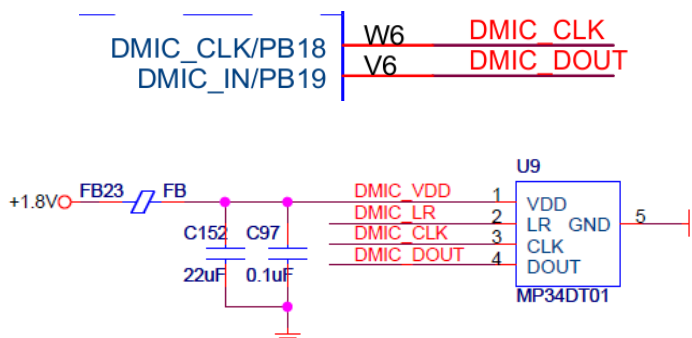 DMIC_CLK/PB18 W6 DMIC_CLK
DMIC_IN/PB19 V6 DMIC_DOUT
U9
+1.8V FB23 FB DMIC_VDD 1 VDD
DMIC_LR 2 LR GND 5
C152 C97 DMIC_CLK 3 CLK
DMIC_DOUT 4 DOUT
22uF 0.1uF
MP34DT01